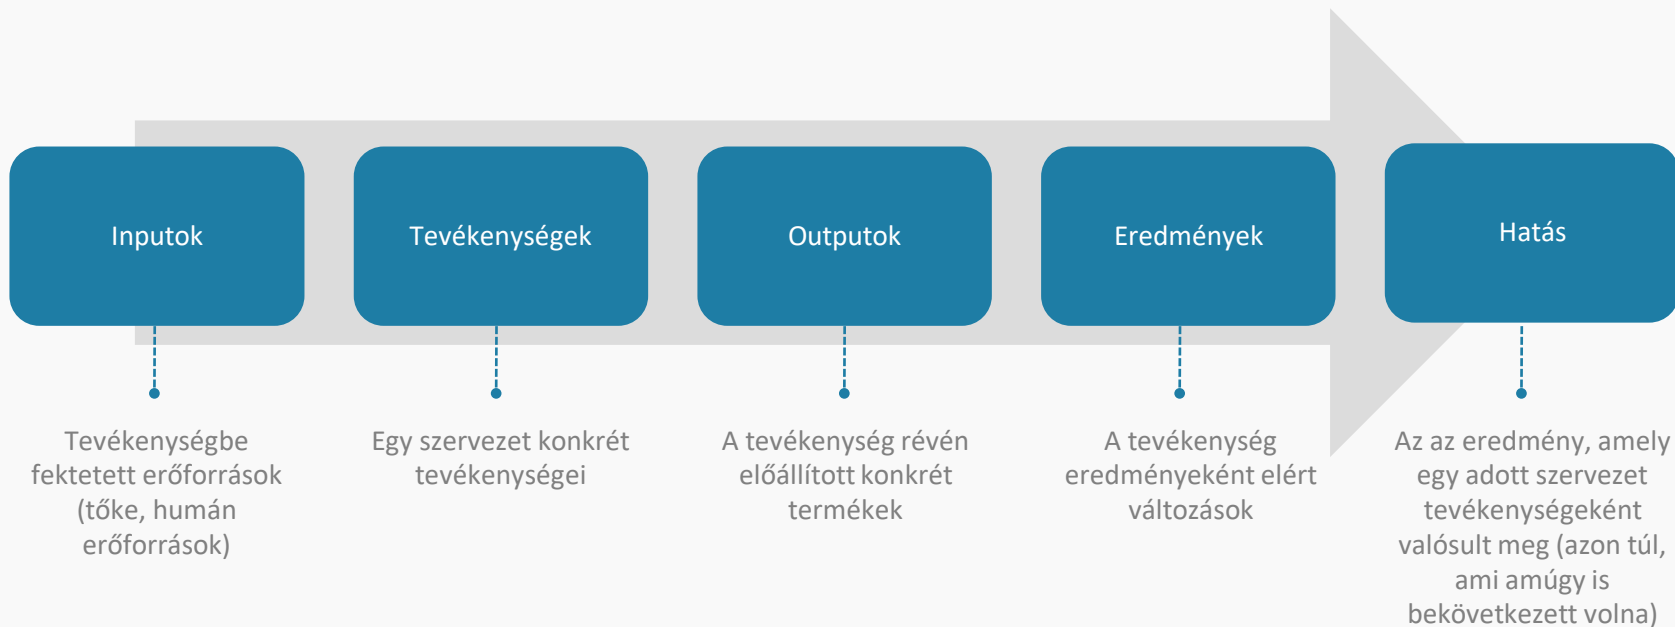 Inputok
Tevékenységek
Outputok
Eredmények
Hatás
Tevékenységbe
fektetett erőforrások
(tőke, humán
erőforrások)
Egy szervezet konkrét
tevékenységei
A tevékenység révén
előállított konkrét
termékek
A tevékenység
eredményeként elért
változások
Az az eredmény, amely
egy adott szervezet
tevékenységeként
valósult meg (azon túl,
ami amúgy is
bekövetkezett volna)